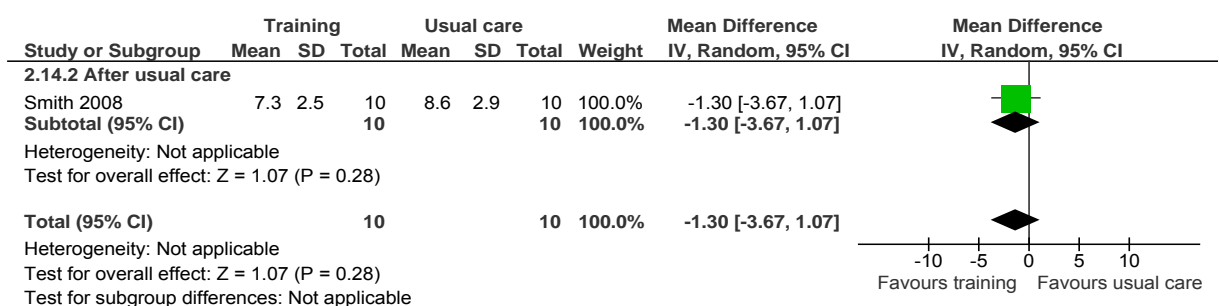 Training Usual care Mean Difference Mean Difference
Study or Subgroup Mean SD Total Mean SD Total Weight IV, Random, 95% CI IV, Random, 95% CI
2.14.2 After usual care
Smith 2008 7.3 2.5 10 8.6 2.9 10 100.0% -1.30 [-3.67, 1.07]
Subtotal (95% CI) 10 10 100.0% -1.30 [-3.67, 1.07]
Heterogeneity: Not applicable
Test for overall effect: Z = 1.07 (P = 0.28)
Total (95% CI) 10 10 100.0% -1.30 [-3.67, 1.07]
Heterogeneity: Not applicable
-10 -5 0 5 10
Test for overall effect: Z = 1.07 (P = 0.28)
Favours training Favours usual care
Test for subgroup differences: Not applicable